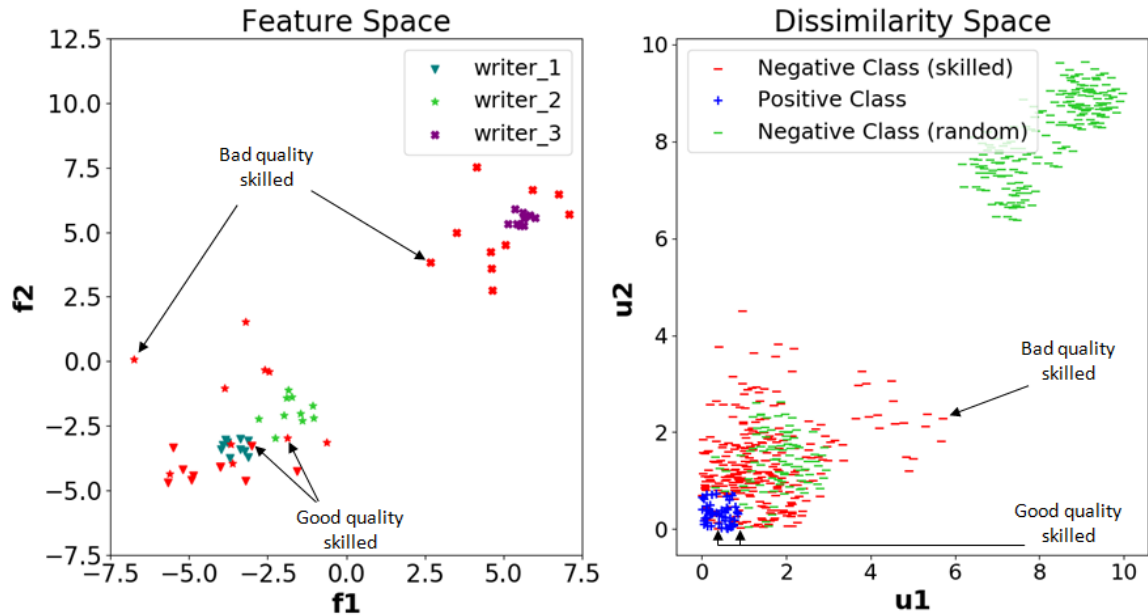 Feature Space
12.5
10.0
7.5
5.0
2.5
0.0
−2.5
−5.0
−7.5
f2
writer_1
writer_2
writer_3
Bad quality
skilled
Good quality
skilled
−7.5 −5.0 −2.5 0.0 2.5 5.0 7.5
f1
Dissimilarity Space
10
8
6
4
2
0
u2
Negative Class (skilled)
Positive Class
Negative Class (random)
Bad quality
skilled
Good quality
skilled
0 2 4 6 8 10
u1